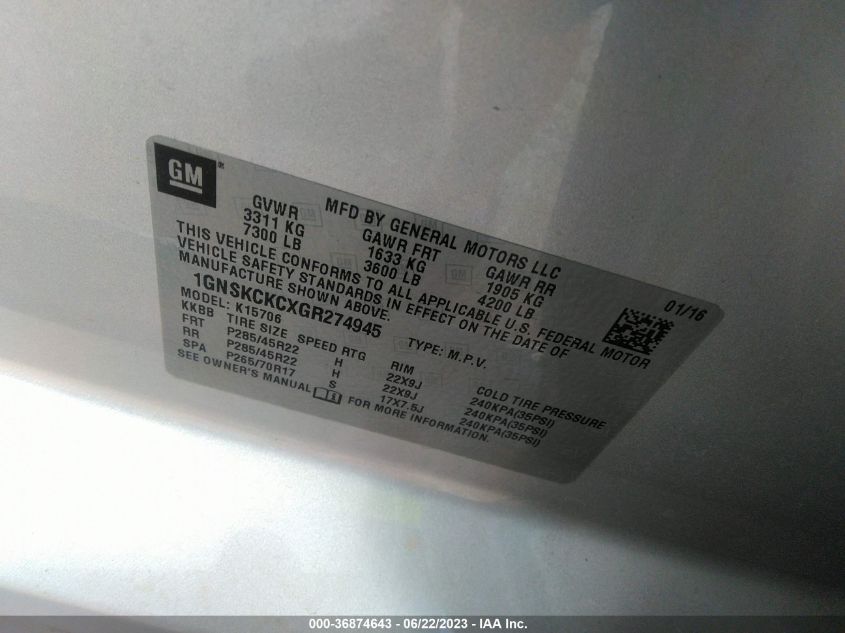 GM
MFD BY GENERAL MOTORS LLC
01/16
GVWR GAWR FRT GAWR RR
3311 KG 1633 KG 1905 KG
7300 LB 3600 LB 4200 LB
THIS VEHICLE CONFORMS TO ALL APPLICABLE U.S. FEDERAL MOTOR
VEHICLE SAFETY STANDARDS IN EFFECT ON THE DATE OF
MANUFACTURE SHOWN ABOVE.
1GNSKCKCXGR274945 TYPE: M.P.V.
MODEL: K15706
KKBB TIRE SIZE SPEED RTG RIM COLD TIRE PRESSURE
FRT P285/45R22 H 22X9J 240KPA(35PSI)
RR P285/45R22 H 22X9J 240KPA(35PSI)
SPA P265/70R17 S 17X7.5J 240KPA(35PSI)
SEE OWNER'S MANUAL FOR MORE INFORMATION.
000-36874643 - 06/22/2023 - IAA Inc.